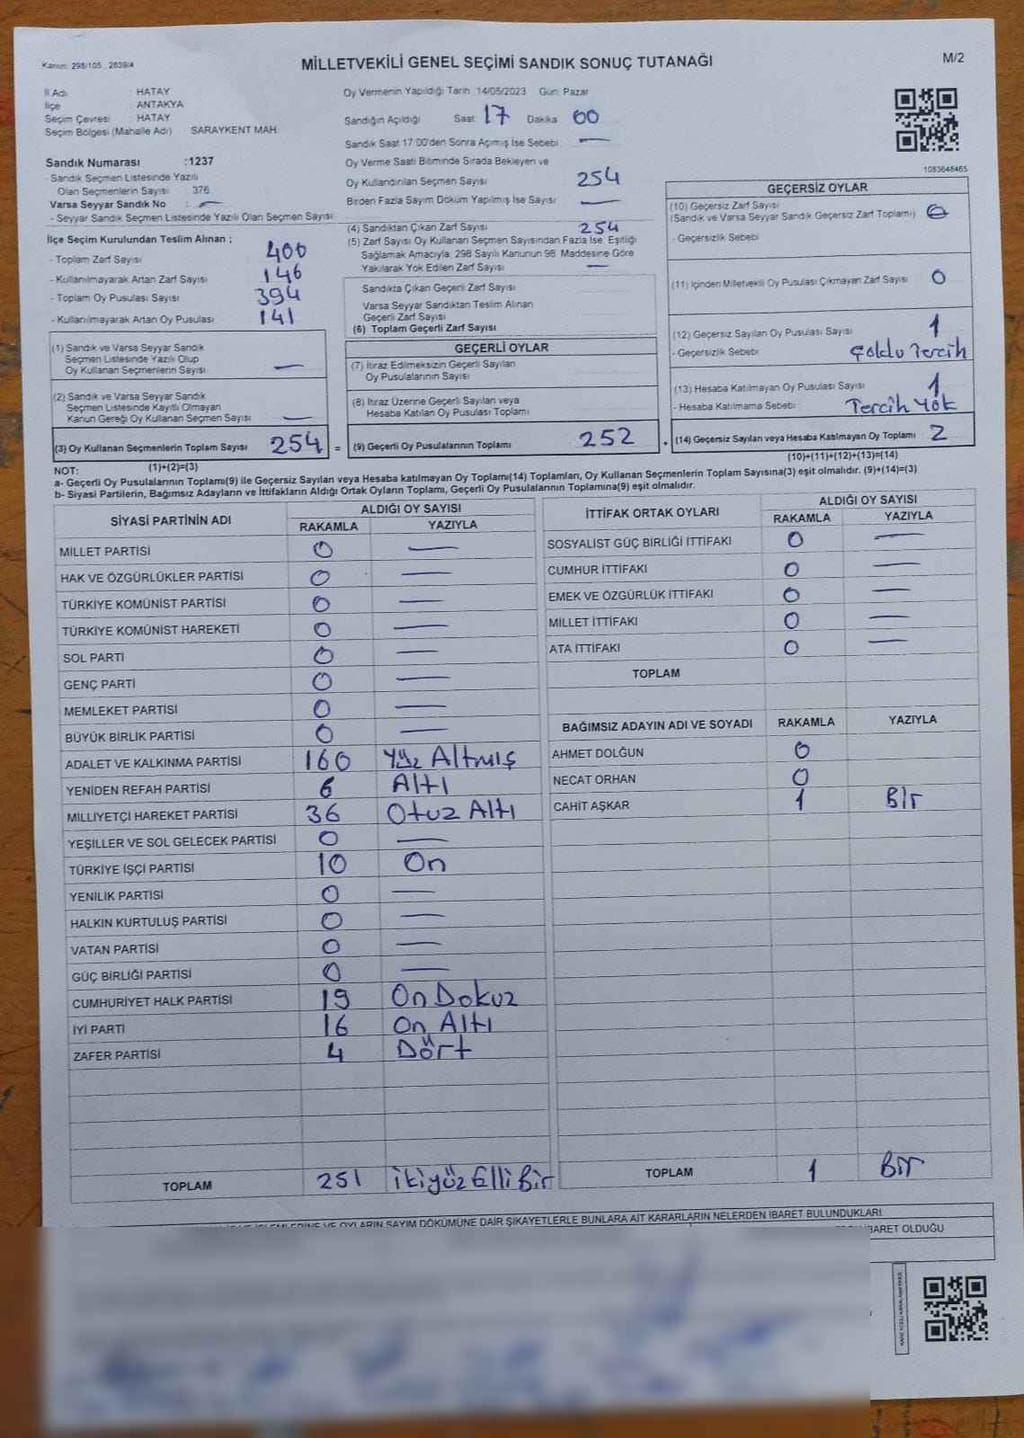 Kanun: 298/105 2839/4
MİLLETVEKİLİ GENEL SEÇİMİ SANDIK SONUÇ TUTANAĞI
M/2
İl Adı HATAY
İlçe ANTAKYA
Seçim Çevresi HATAY
Seçim Bölgesi (Mahalle Adı) SARAYKENT MAH.
Sandık Numarası :1237
- Sandık Seçmen Listesinde Yazılı
Olan Seçmenlerin Sayısı 376
Varsa Seyyar Sandık No : —
- Seyyar Sandık Seçmen Listesinde Yazılı Olan Seçmen Sayısı
Oy Vermenin Yapıldığı Tarih 14/05/2023 Gün: Pazar
Sandığın Açıldığı Saat 17 Dakika 00
Sandık Saat 17:00'den Sonra Açılmış İse Sebebi —
Oy Verme Saati Bitiminde Sırada Bekleyen ve
Oy Kullandırılan Seçmen Sayısı 254
Birden Fazla Sayım Döküm Yapılmış İse Sayısı —
1083648465
İlçe Seçim Kurulundan Teslim Alınan ;
- Toplam Zarf Sayısı 400
- Kullanılmayarak Artan Zarf Sayısı 146
- Toplam Oy Pusulası Sayısı 394
- Kullanılmayarak Artan Oy Pusulası 141
(4) Sandıktan Çıkan Zarf Sayısı 254
(5) Zarf Sayısı Oy Kullanan Seçmen Sayısından Fazla İse, Eşitliği
Sağlamak Amacıyla; 298 Sayılı Kanunun 98. Maddesine Göre
Yakılarak Yok Edilen Zarf Sayısı —
Sandıkta Çıkan Geçerli Zarf Sayısı
Varsa Seyyar Sandıktan Teslim Alınan
Geçerli Zarf Sayısı
(6) Toplam Geçerli Zarf Sayısı
GEÇERSİZ OYLAR
(10) Geçersiz Zarf Sayısı
(Sandık ve Varsa Seyyar Sandık Geçersiz Zarf Toplamı)
- Geçersizlik Sebebi
(11) İçinden Milletvekili Oy Pusulası Çıkmayan Zarf Sayısı 0
(12) Geçersiz Sayılan Oy Pusulası Sayısı 1
- Geçersizlik Sebebi Çoklu Tercih
(13) Hesaba Katılmayan Oy Pusulası Sayısı 1
- Hesaba Katılmama Sebebi Tercih Yok
(14) Geçersiz Sayılan veya Hesaba Katılmayan Oy Toplamı 2
(10)+(11)+(12)+(13)=(14)
(1) Sandık ve Varsa Seyyar Sandık
Seçmen Listesinde Yazılı Olup
Oy Kullanan Seçmenlerin Sayısı —
(2) Sandık ve Varsa Seyyar Sandık
Seçmen Listesinde Kayıtlı Olmayan
Kanun Gereği Oy Kullanan Seçmen Sayısı —
(3) Oy Kullanan Seçmenlerin Toplam Sayısı 254 =
(1)+(2)=(3)
GEÇERLİ OYLAR
(7) İtiraz Edilmeksizin Geçerli Sayılan
Oy Pusulalarının Sayısı
(8) İtiraz Üzerine Geçerli Sayılan veya
Hesaba Katılan Oy Pusulası Toplamı
(9) Geçerli Oy Pusulalarının Toplamı 252 +
NOT:
a- Geçerli Oy Pusulalarının Toplamı(9) ile Geçersiz Sayılan veya Hesaba katılmayan Oy Toplamı(14) Toplamları, Oy Kullanan Seçmenlerin Toplam Sayısına(3) eşit olmalıdır. (9)+(14)=(3)
b- Siyasi Partilerin, Bağımsız Adayların ve İttifakların Aldığı Ortak Oyların Toplamı, Geçerli Oy Pusulalarının Toplamına(9) eşit olmalıdır.
SİYASİ PARTİNİN ADI ALDIĞI OY SAYISI
RAKAMLA YAZIYLA
MİLLET PARTİSİ 0 —
HAK VE ÖZGÜRLÜKLER PARTİSİ 0 —
TÜRKİYE KOMÜNİST PARTİSİ 0 —
TÜRKİYE KOMÜNİST HAREKETİ 0 —
SOL PARTİ 0 —
GENÇ PARTİ 0 —
MEMLEKET PARTİSİ 0 —
BÜYÜK BİRLİK PARTİSİ 0 —
ADALET VE KALKINMA PARTİSİ 160 Yüz Altmış
YENİDEN REFAH PARTİSİ 6 Altı
MİLLİYETÇİ HAREKET PARTİSİ 36 Otuz Altı
YEŞİLLER VE SOL GELECEK PARTİSİ 0 —
TÜRKİYE İŞÇİ PARTİSİ 10 On
YENİLİK PARTİSİ 0 —
HALKIN KURTULUŞ PARTİSİ 0 —
VATAN PARTİSİ 0 —
GÜÇ BİRLİĞİ PARTİSİ 0 —
CUMHURİYET HALK PARTİSİ 19 On Dokuz
İYİ PARTİ 16 On Altı
ZAFER PARTİSİ 4 Dört
TOPLAM 251 İkiyüz Elli Bir
İTTİFAK ORTAK OYLARI ALDIĞI OY SAYISI
RAKAMLA YAZIYLA
SOSYALİST GÜÇ BİRLİĞİ İTTİFAKI 0 —
CUMHUR İTTİFAKI 0 —
EMEK VE ÖZGÜRLÜK İTTİFAKI 0 —
MİLLET İTTİFAKI 0 —
ATA İTTİFAKI 0 —
TOPLAM
BAĞIMSIZ ADAYIN ADI VE SOYADI RAKAMLA YAZIYLA
AHMET DOLĞUN 0
NECAT ORHAN 0
CAHİT AŞKAR 1 Bir
TOPLAM 1 Bir
VE OYLARIN SAYIM DÖKÜMÜNE DAİR ŞİKAYETLERLE BUNLARA AİT KARARLARIN NELERDEN İBARET BULUNDUKLARI
İBARET OLDUĞU